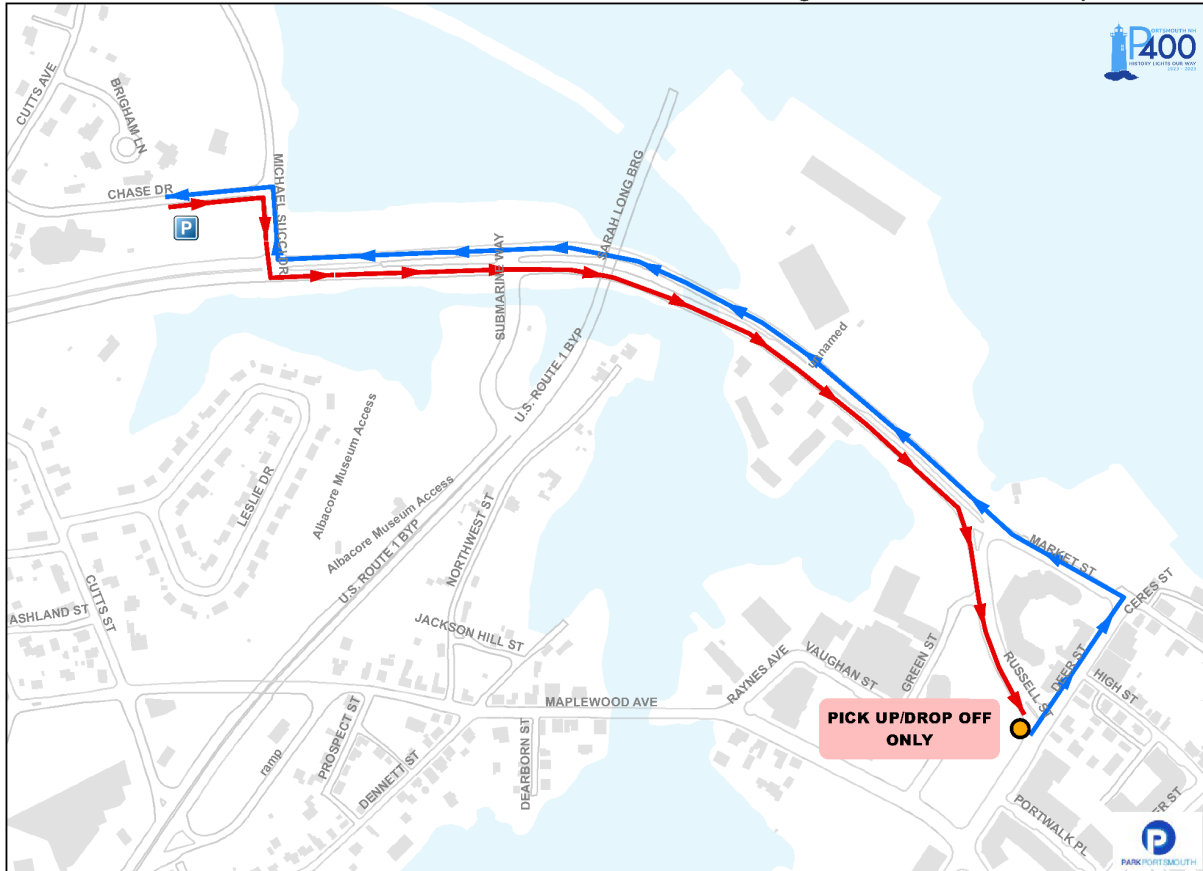 PORTSMOUTH NH
P400
HISTORY LIGHTS OUR WAY
CUTTS AVE
BRIGHAM LN
CHASE DR
MICHAEL SUCCI DR
P
SUBMARINE WAY
SARAH LONG BRG
U.S. ROUTE 1 BYP
unnamed
LESLIE DR
Albacore Museum Access
Albacore Museum Access
U.S. ROUTE 1 BYP
NORTHWEST ST
CUTTS ST
ASHLAND ST
JACKSON HILL ST
MARKET ST
CERES ST
DEER ST
HIGH ST
RUSSELL ST
GREEN ST
VAUGHAN ST
RAYNES AVE
MAPLEWOOD AVE
PICK UP/DROP OFF
ONLY
PROSPECT ST
ramp
DENNETT ST
DEARBORN ST
PORTWALK PL
P
PARKPORTSMOUTH